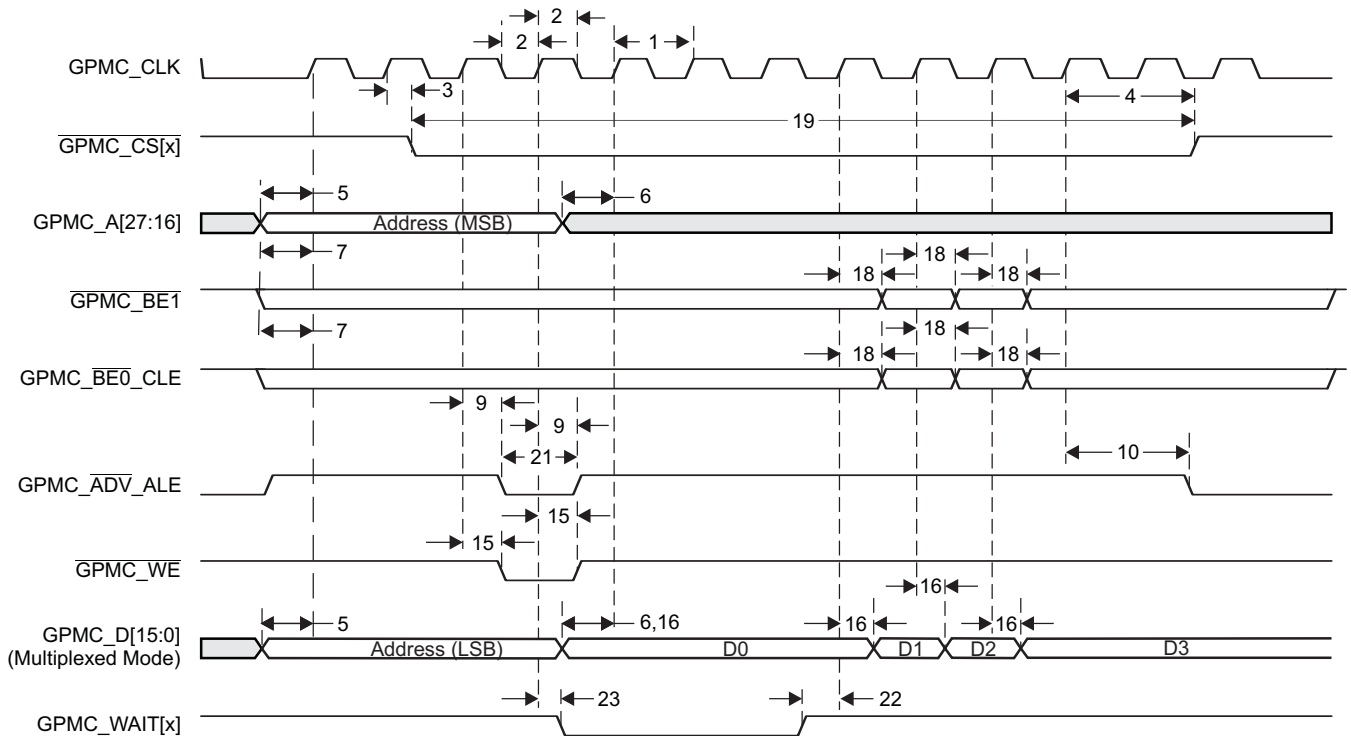 2
2
1
GPMC_CLK
3
4
19
GPMC_CS[x]
5
6
GPMC_A[27:16]
Address (MSB)
7
18
18
18
GPMC_BE1
7
18
18
18
GPMC_BE0_CLE
9
9
10
21
GPMC_ADV_ALE
15
15
GPMC_WE
16
5
6,16
16
16
GPMC_D[15:0]
(Multiplexed Mode)
Address (LSB)
D0
D1
D2
D3
23
22
GPMC_WAIT[x]